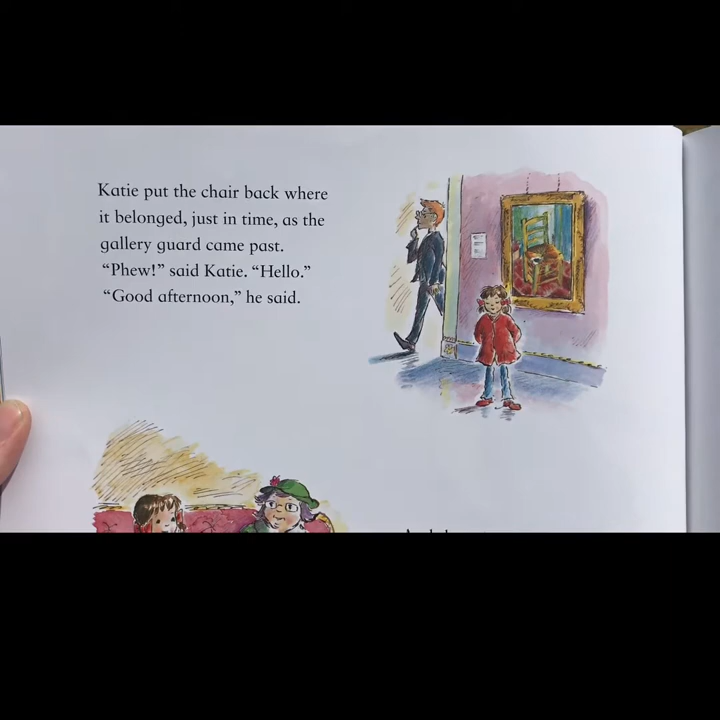 Katie put the chair back where
it belonged, just in time, as the
gallery guard came past.
“Phew!” said Katie. “Hello.”
“Good afternoon,” he said.